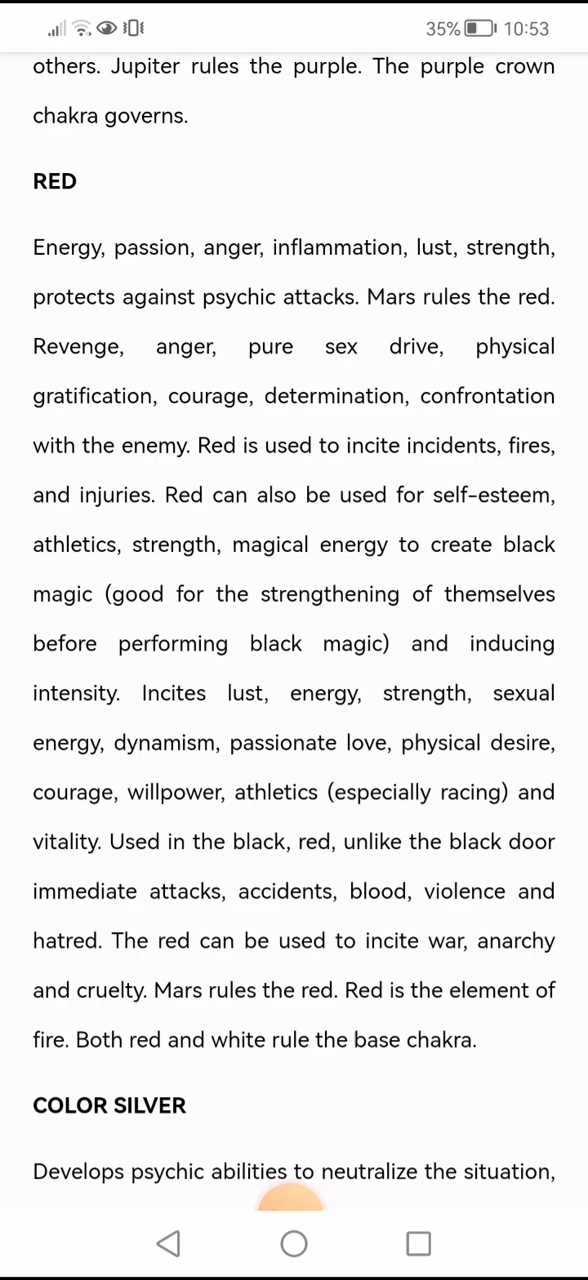 35% 10:53
others. Jupiter rules the purple. The purple crown
chakra governs.
RED
Energy, passion, anger, inflammation, lust, strength,
protects against psychic attacks. Mars rules the red.
Revenge, anger, pure sex drive, physical
gratification, courage, determination, confrontation
with the enemy. Red is used to incite incidents, fires,
and injuries. Red can also be used for self-esteem,
athletics, strength, magical energy to create black
magic (good for the strengthening of themselves
before performing black magic) and inducing
intensity. Incites lust, energy, strength, sexual
energy, dynamism, passionate love, physical desire,
courage, willpower, athletics (especially racing) and
vitality. Used in the black, red, unlike the black door
immediate attacks, accidents, blood, violence and
hatred. The red can be used to incite war, anarchy
and cruelty. Mars rules the red. Red is the element of
fire. Both red and white rule the base chakra.
COLOR SILVER
Develops psychic abilities to neutralize the situation,